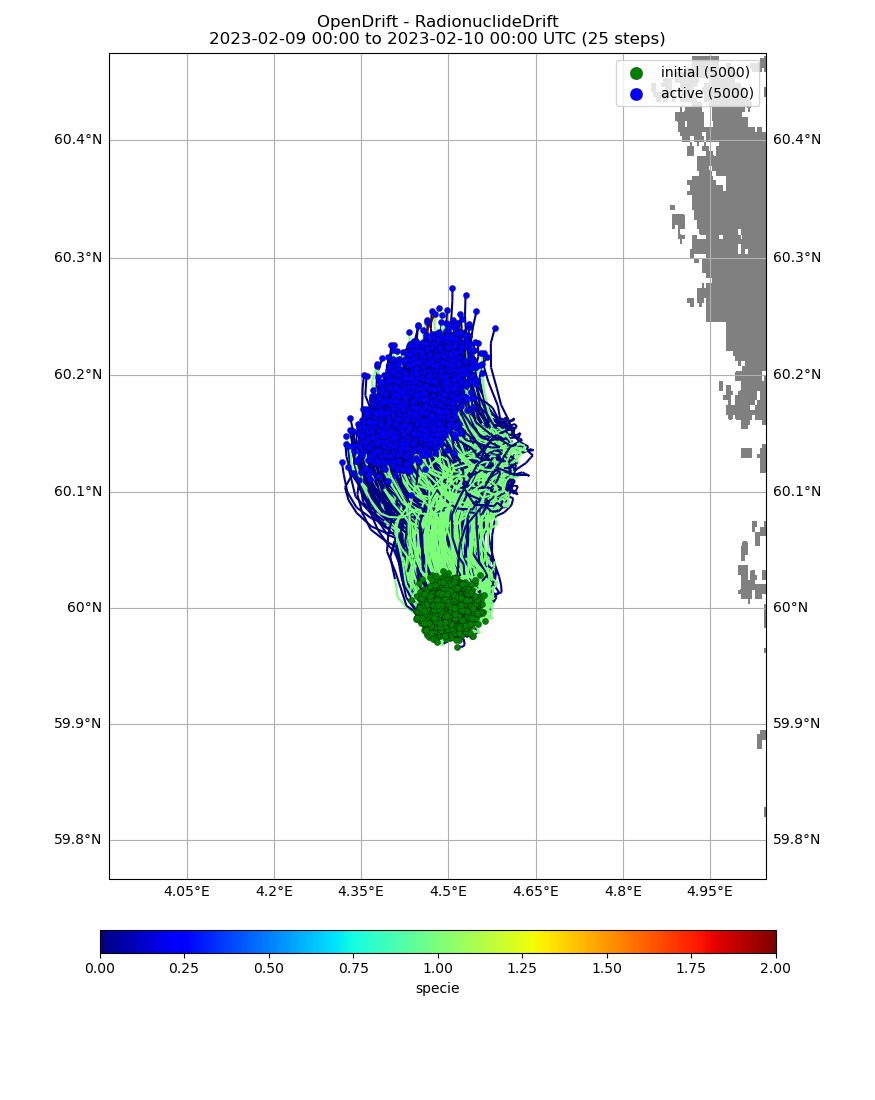 OpenDrift - RadionuclideDrift
2023-02-09 00:00 to 2023-02-10 00:00 UTC (25 steps)
initial (5000)
active (5000)
60.4°N 60.4°N
60.3°N 60.3°N
60.2°N 60.2°N
60.1°N 60.1°N
60°N 60°N
59.9°N 59.9°N
59.8°N 59.8°N
4.05°E 4.2°E 4.35°E 4.5°E 4.65°E 4.8°E 4.95°E
0.00 0.25 0.50 0.75 1.00 1.25 1.50 1.75 2.00
specie